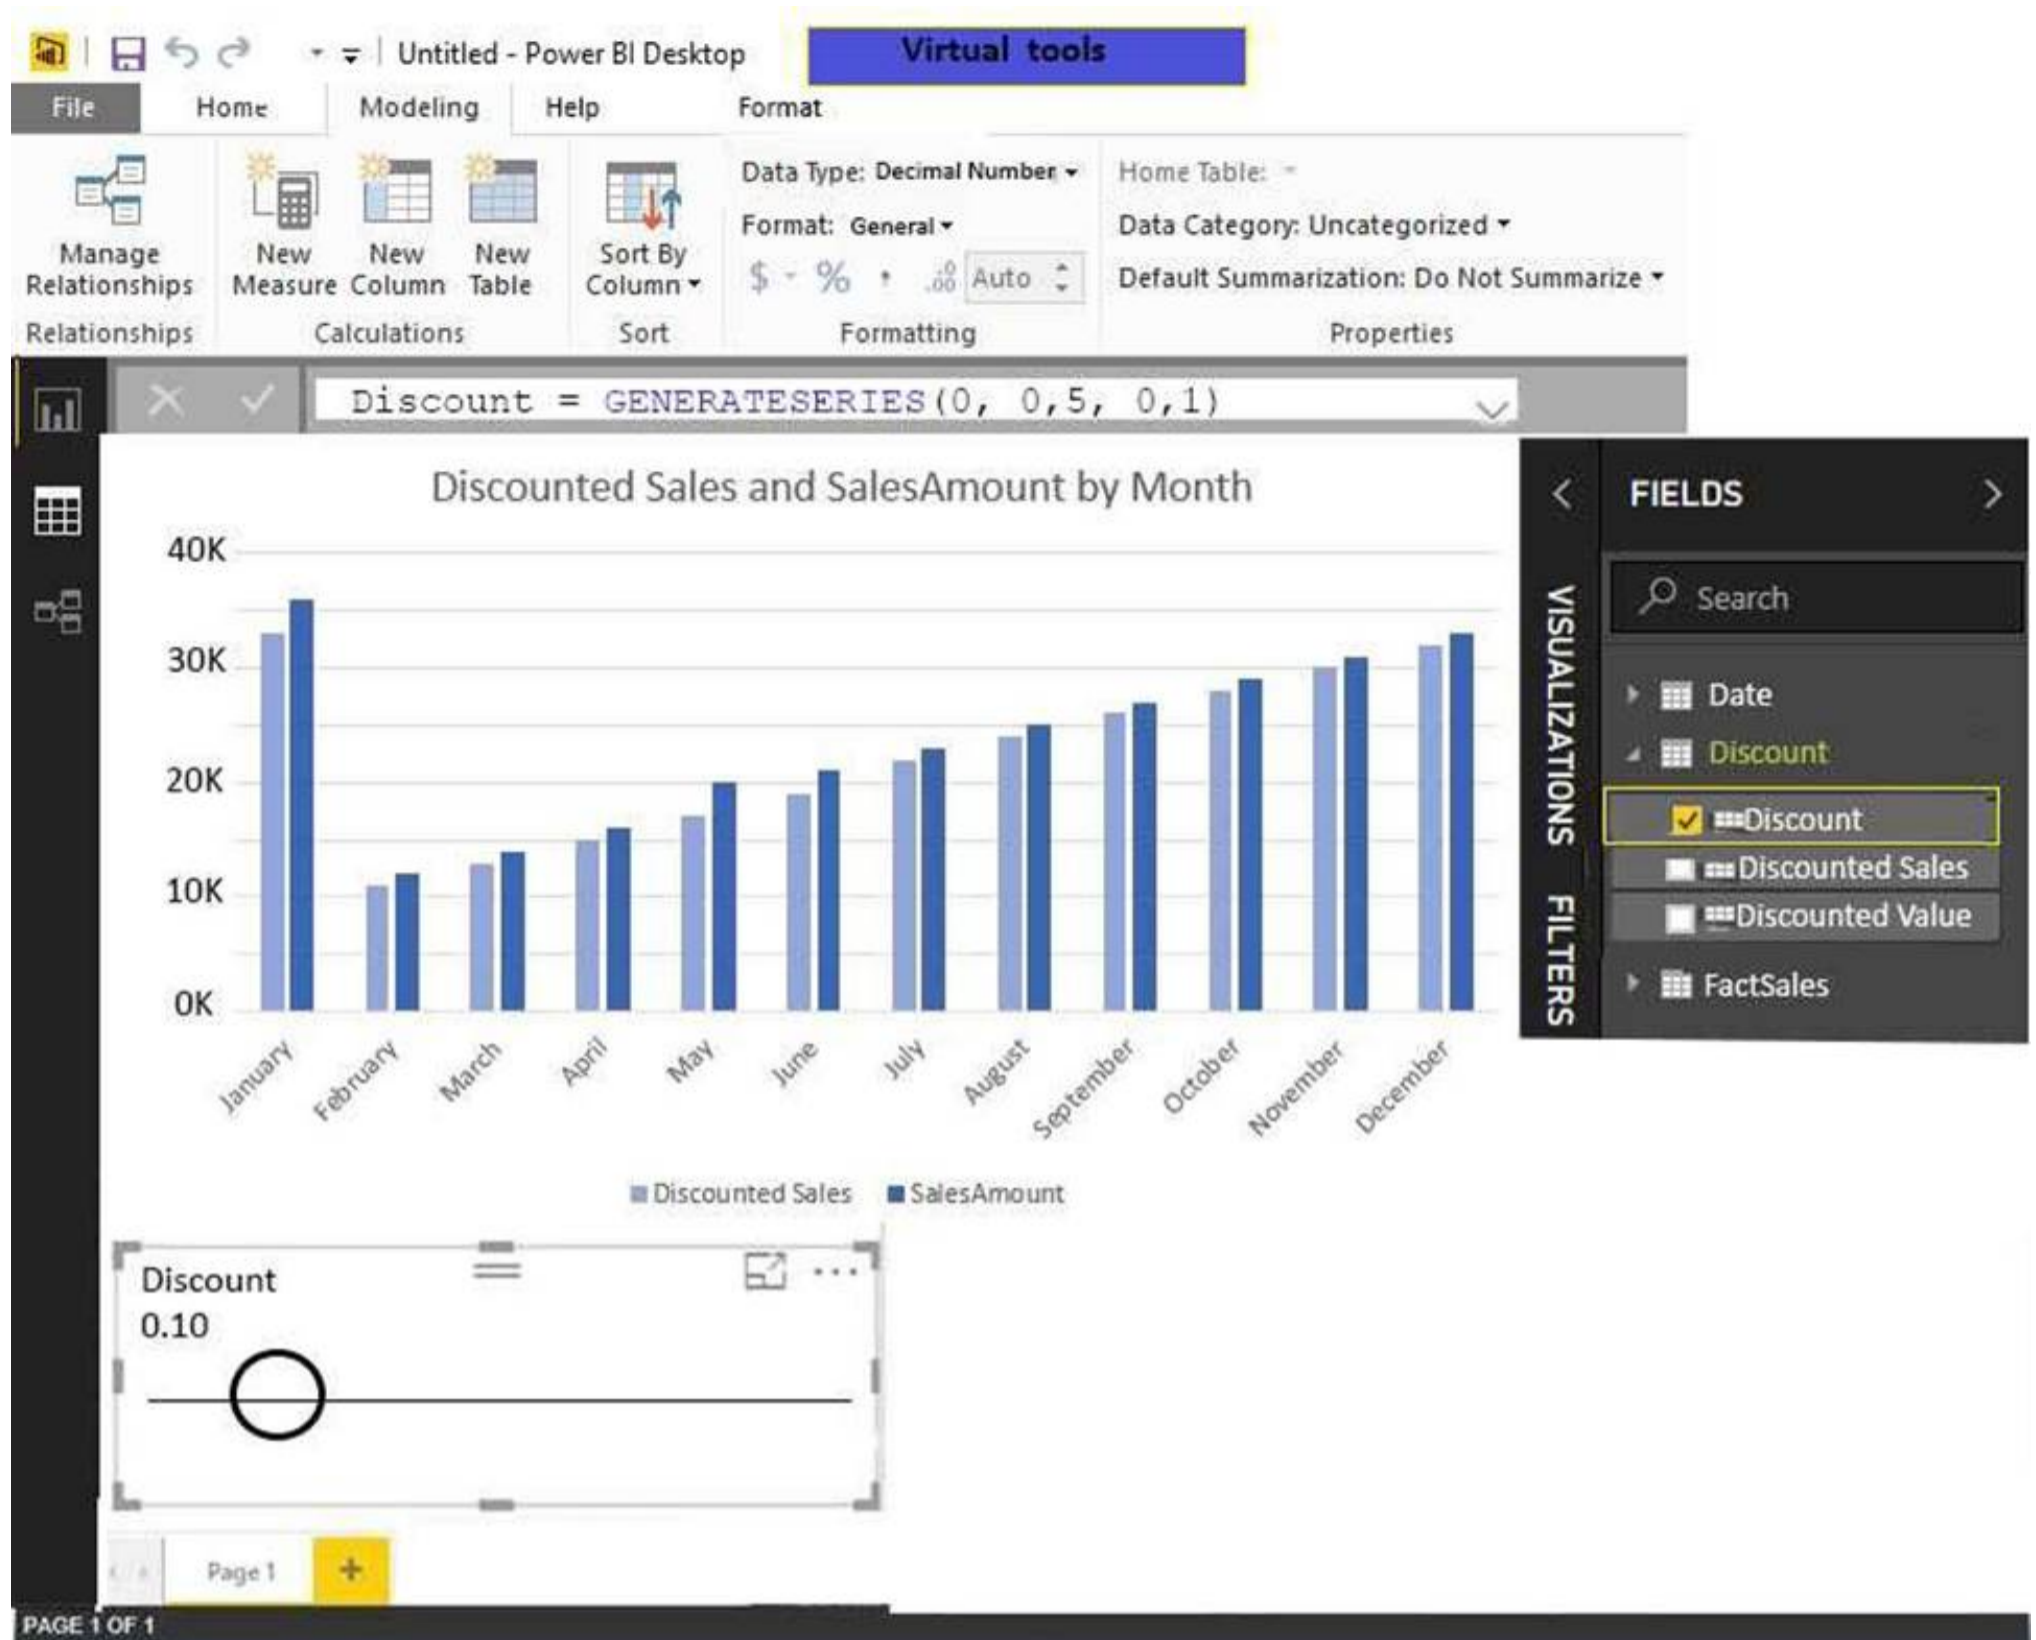 Untitled - Power BI Desktop
Virtual tools
File Home Modeling Help Format
Manage Relationships
New Measure
New Column
New Table
Sort By Column
Data Type: Decimal Number
Format: General
$ % , .00 Auto
Home Table:
Data Category: Uncategorized
Default Summarization: Do Not Summarize
Relationships Calculations Sort Formatting Properties
Discount = GENERATESERIES(0, 0,5, 0,1)
Discounted Sales and SalesAmount by Month
40K
30K
20K
10K
0K
January February March April May June July August September October November December
Discounted Sales SalesAmount
VISUALIZATIONS
FILTERS
FIELDS
Search
Date
Discount
Discount
Discounted Sales
Discounted Value
FactSales
Discount
0.10
Page 1
+
PAGE 1 OF 1